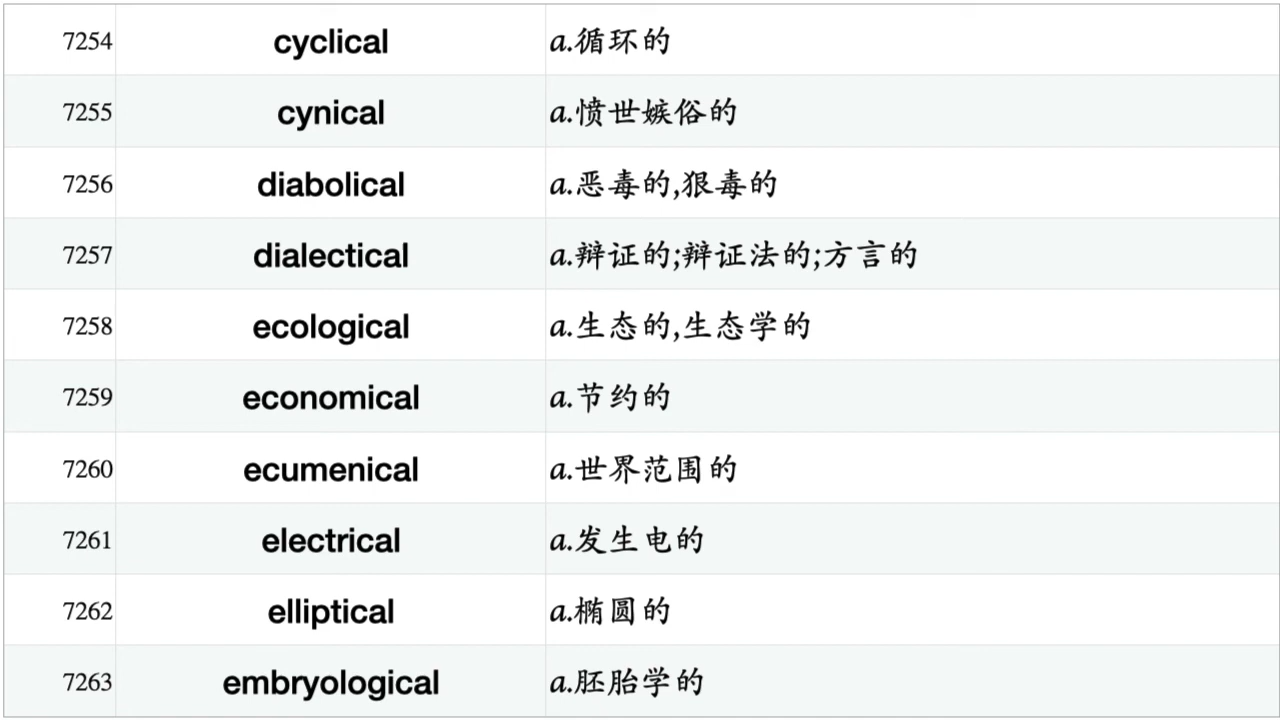 7254 cyclical a.循环的
7255 cynical a.愤世嫉俗的
7256 diabolical a.恶毒的,狠毒的
7257 dialectical a.辩证的;辩证法的;方言的
7258 ecological a.生态的,生态学的
7259 economical a.节约的
7260 ecumenical a.世界范围的
7261 electrical a.发生电的
7262 elliptical a.椭圆的
7263 embryological a.胚胎学的